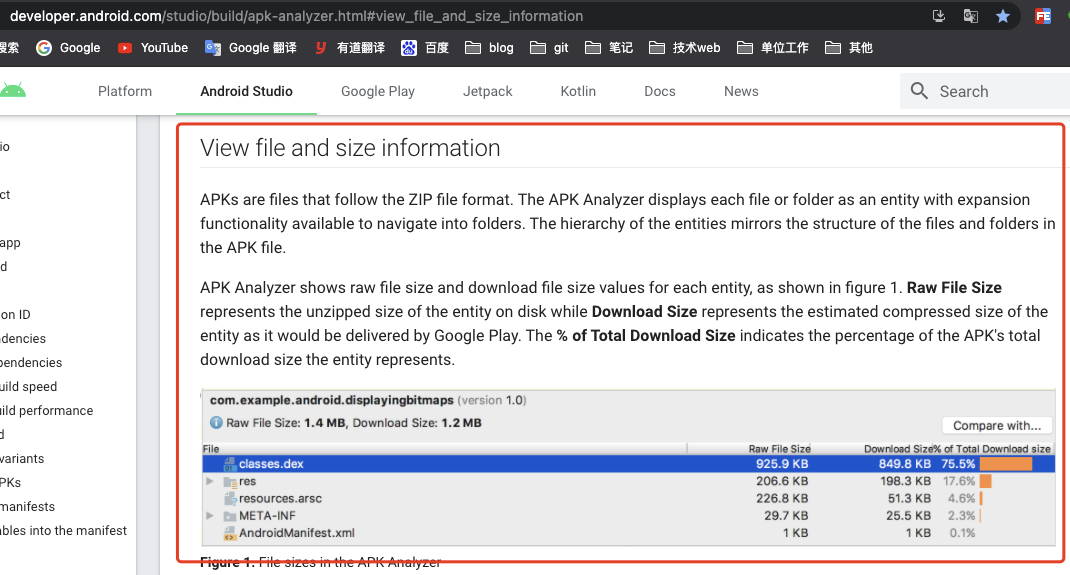 developer.android.com/studio/build/apk-analyzer.html#view_file_and_size_information
搜索 Google YouTube Google 翻译 有道翻译 百度 blog git 笔记 技术web 单位工作 其他
Platform Android Studio Google Play Jetpack Kotlin Docs News Search
io
ct
app
d
on ID
dencies
pendencies
uild speed
ild performance
d
variants
PKs
manifests
ables into the manifest
View file and size information
APKs are files that follow the ZIP file format. The APK Analyzer displays each file or folder as an entity with expansion
functionality available to navigate into folders. The hierarchy of the entities mirrors the structure of the files and folders in
the APK file.
APK Analyzer shows raw file size and download file size values for each entity, as shown in figure 1. Raw File Size
represents the unzipped size of the entity on disk while Download Size represents the estimated compressed size of the
entity as it would be delivered by Google Play. The % of Total Download Size indicates the percentage of the APK's total
download size the entity represents.
com.example.android.displayingbitmaps (version 1.0)
Raw File Size: 1.4 MB, Download Size: 1.2 MB
Compare with...
File Raw File Size Download Size % of Total Download size
classes.dex 925.9 KB 849.8 KB 75.5%
res 206.6 KB 198.3 KB 17.6%
resources.arsc 226.8 KB 51.3 KB 4.6%
META-INF 29.7 KB 25.5 KB 2.3%
AndroidManifest.xml 1 KB 1 KB 0.1%
Figure 1. File sizes in the APK Analyzer